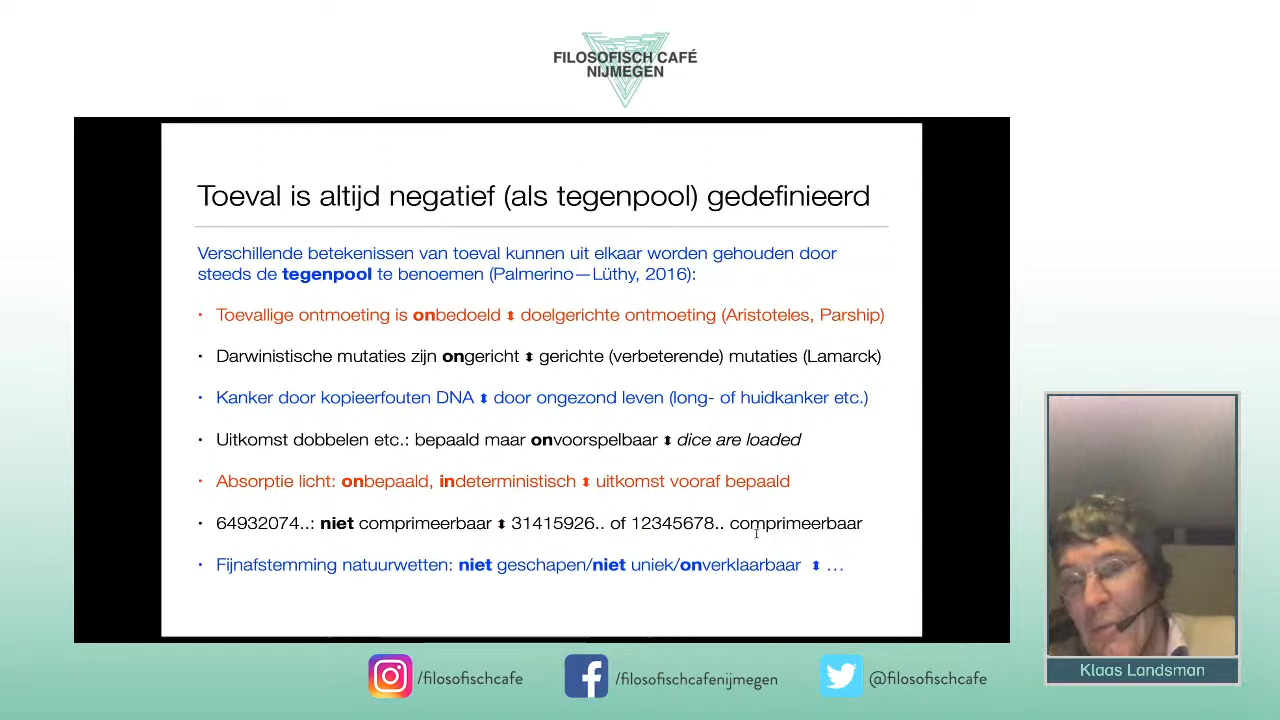 FILOSOFISCH CAFÉ
NIJMEGEN
Toeval is altijd negatief (als tegenpool) gedefinieerd
Verschillende betekenissen van toeval kunnen uit elkaar worden gehouden door
steeds de tegenpool te benoemen (Palmerino—Lüthy, 2016):
• Toevallige ontmoeting is onbedoeld ⬍ doelgerichte ontmoeting (Aristoteles, Parship)
• Darwinistische mutaties zijn ongericht ⬍ gerichte (verbeterende) mutaties (Lamarck)
• Kanker door kopieerfouten DNA ⬍ door ongezond leven (long- of huidkanker etc.)
• Uitkomst dobbelen etc.: bepaald maar onvoorspelbaar ⬍ dice are loaded
• Absorptie licht: onbepaald, indeterministisch ⬍ uitkomst vooraf bepaald
• 64932074..: niet comprimeerbaar ⬍ 31415926.. of 12345678.. comprimeerbaar
• Fijnafstemming natuurwetten: niet geschapen/niet uniek/onverklaarbaar ⬍ …
Klaas Landsman
/filosofischcafe
/filosofischcafenijmegen
@filosofischcafe